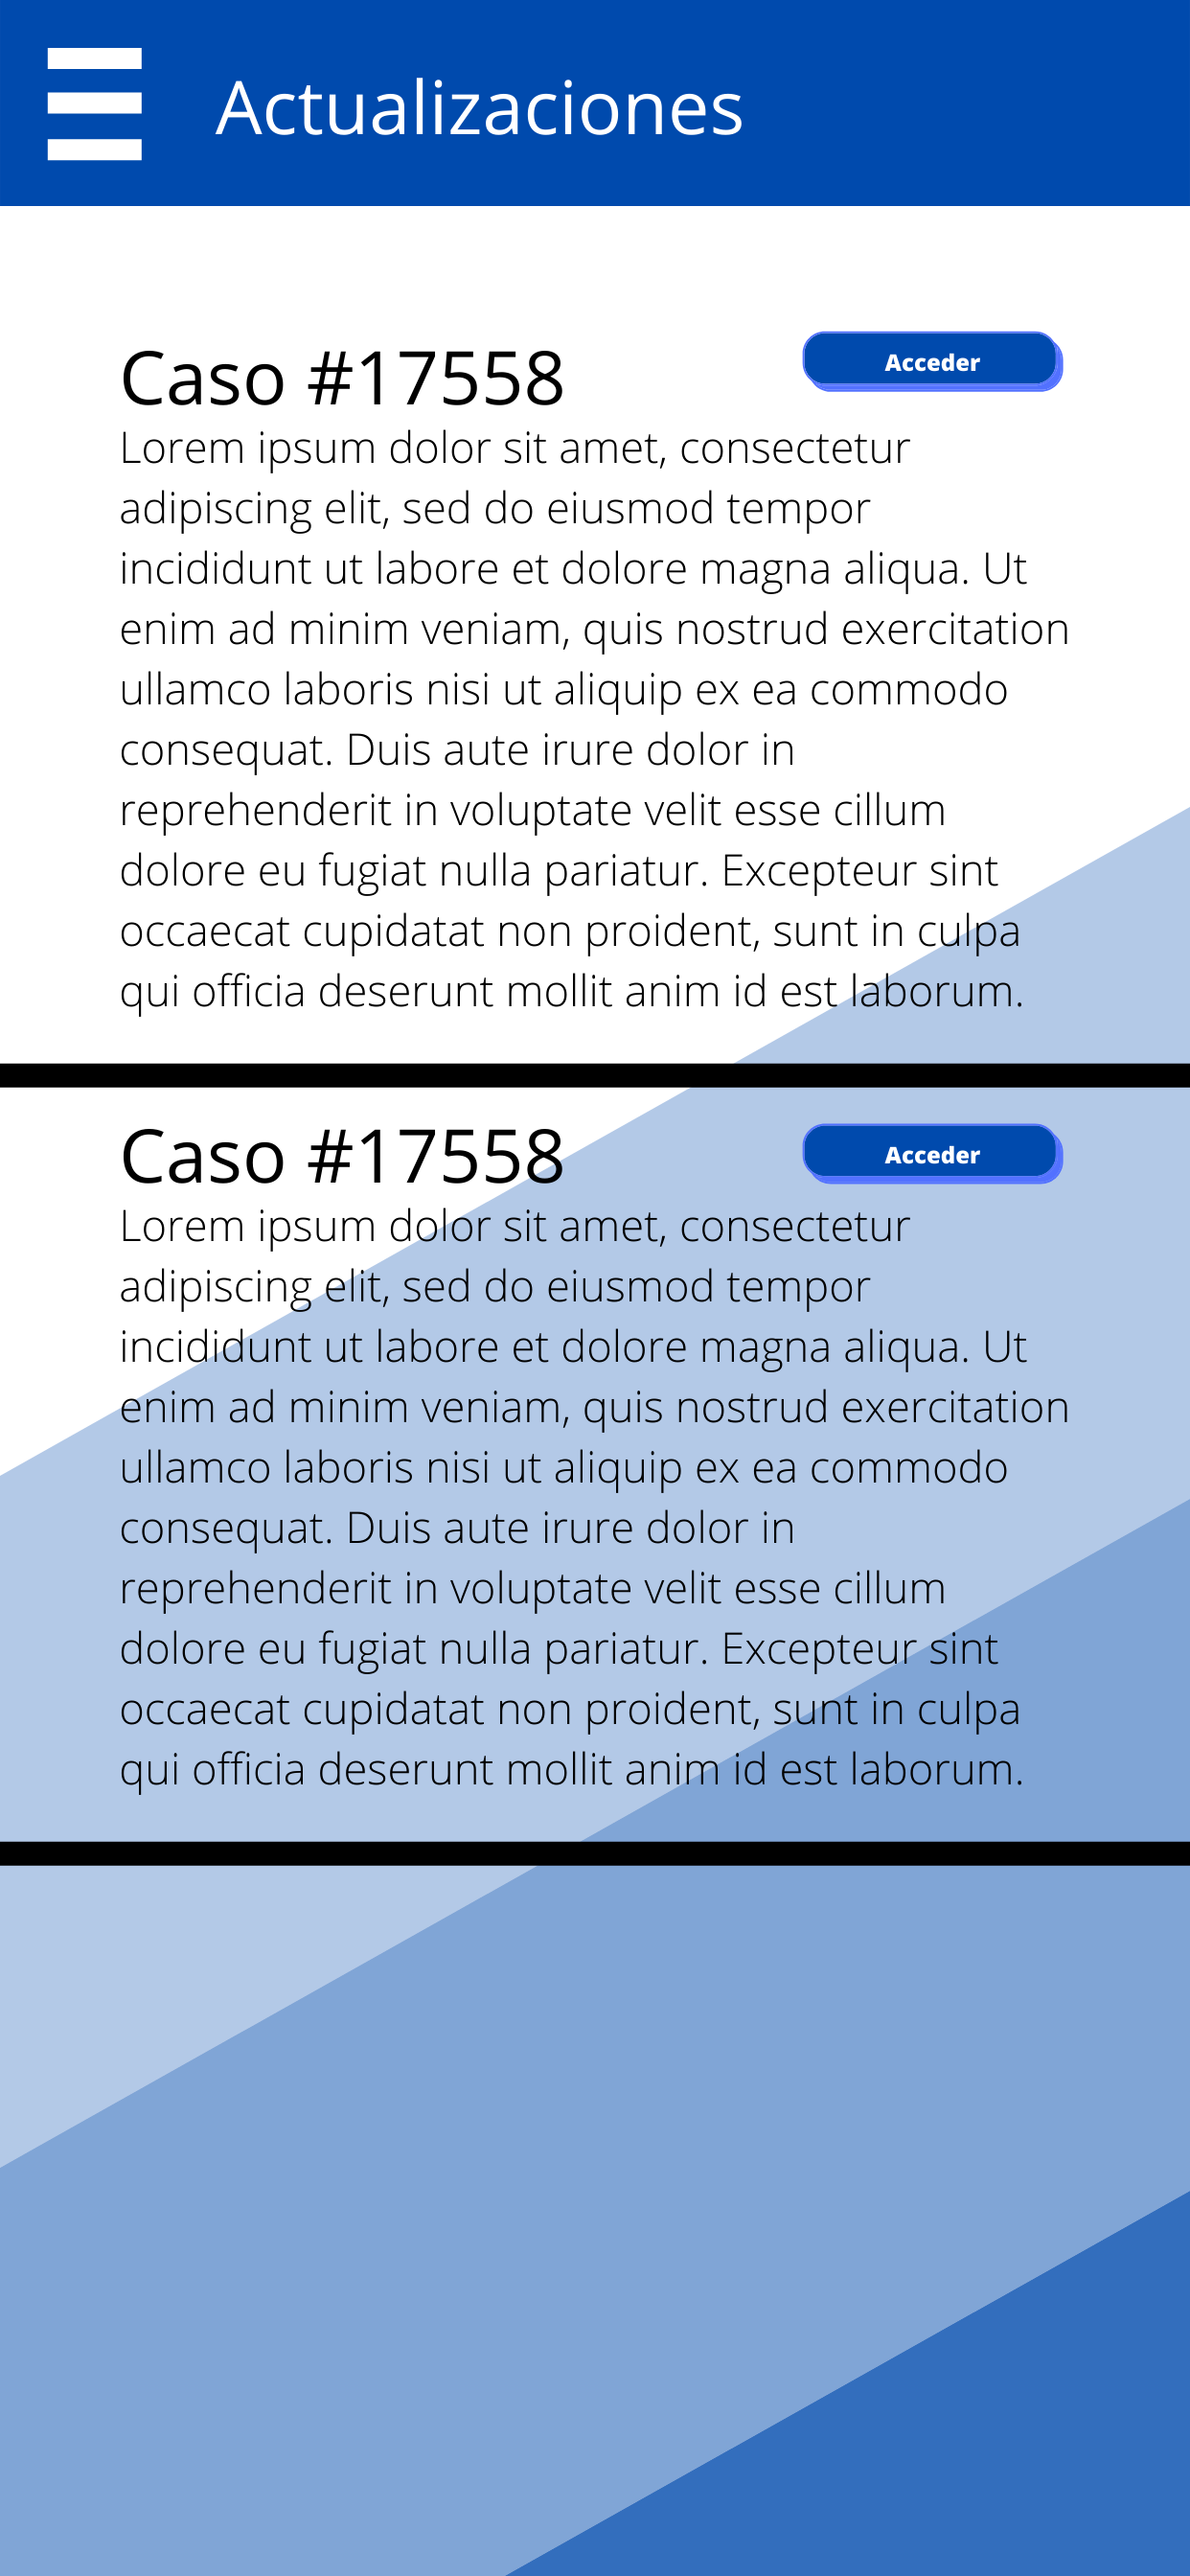 Actualizaciones
Caso #17558
Acceder
Lorem ipsum dolor sit amet, consectetur
adipiscing elit, sed do eiusmod tempor
incididunt ut labore et dolore magna aliqua. Ut
enim ad minim veniam, quis nostrud exercitation
ullamco laboris nisi ut aliquip ex ea commodo
consequat. Duis aute irure dolor in
reprehenderit in voluptate velit esse cillum
dolore eu fugiat nulla pariatur. Excepteur sint
occaecat cupidatat non proident, sunt in culpa
qui officia deserunt mollit anim id est laborum.
Caso #17558
Acceder
Lorem ipsum dolor sit amet, consectetur
adipiscing elit, sed do eiusmod tempor
incididunt ut labore et dolore magna aliqua. Ut
enim ad minim veniam, quis nostrud exercitation
ullamco laboris nisi ut aliquip ex ea commodo
consequat. Duis aute irure dolor in
reprehenderit in voluptate velit esse cillum
dolore eu fugiat nulla pariatur. Excepteur sint
occaecat cupidatat non proident, sunt in culpa
qui officia deserunt mollit anim id est laborum.